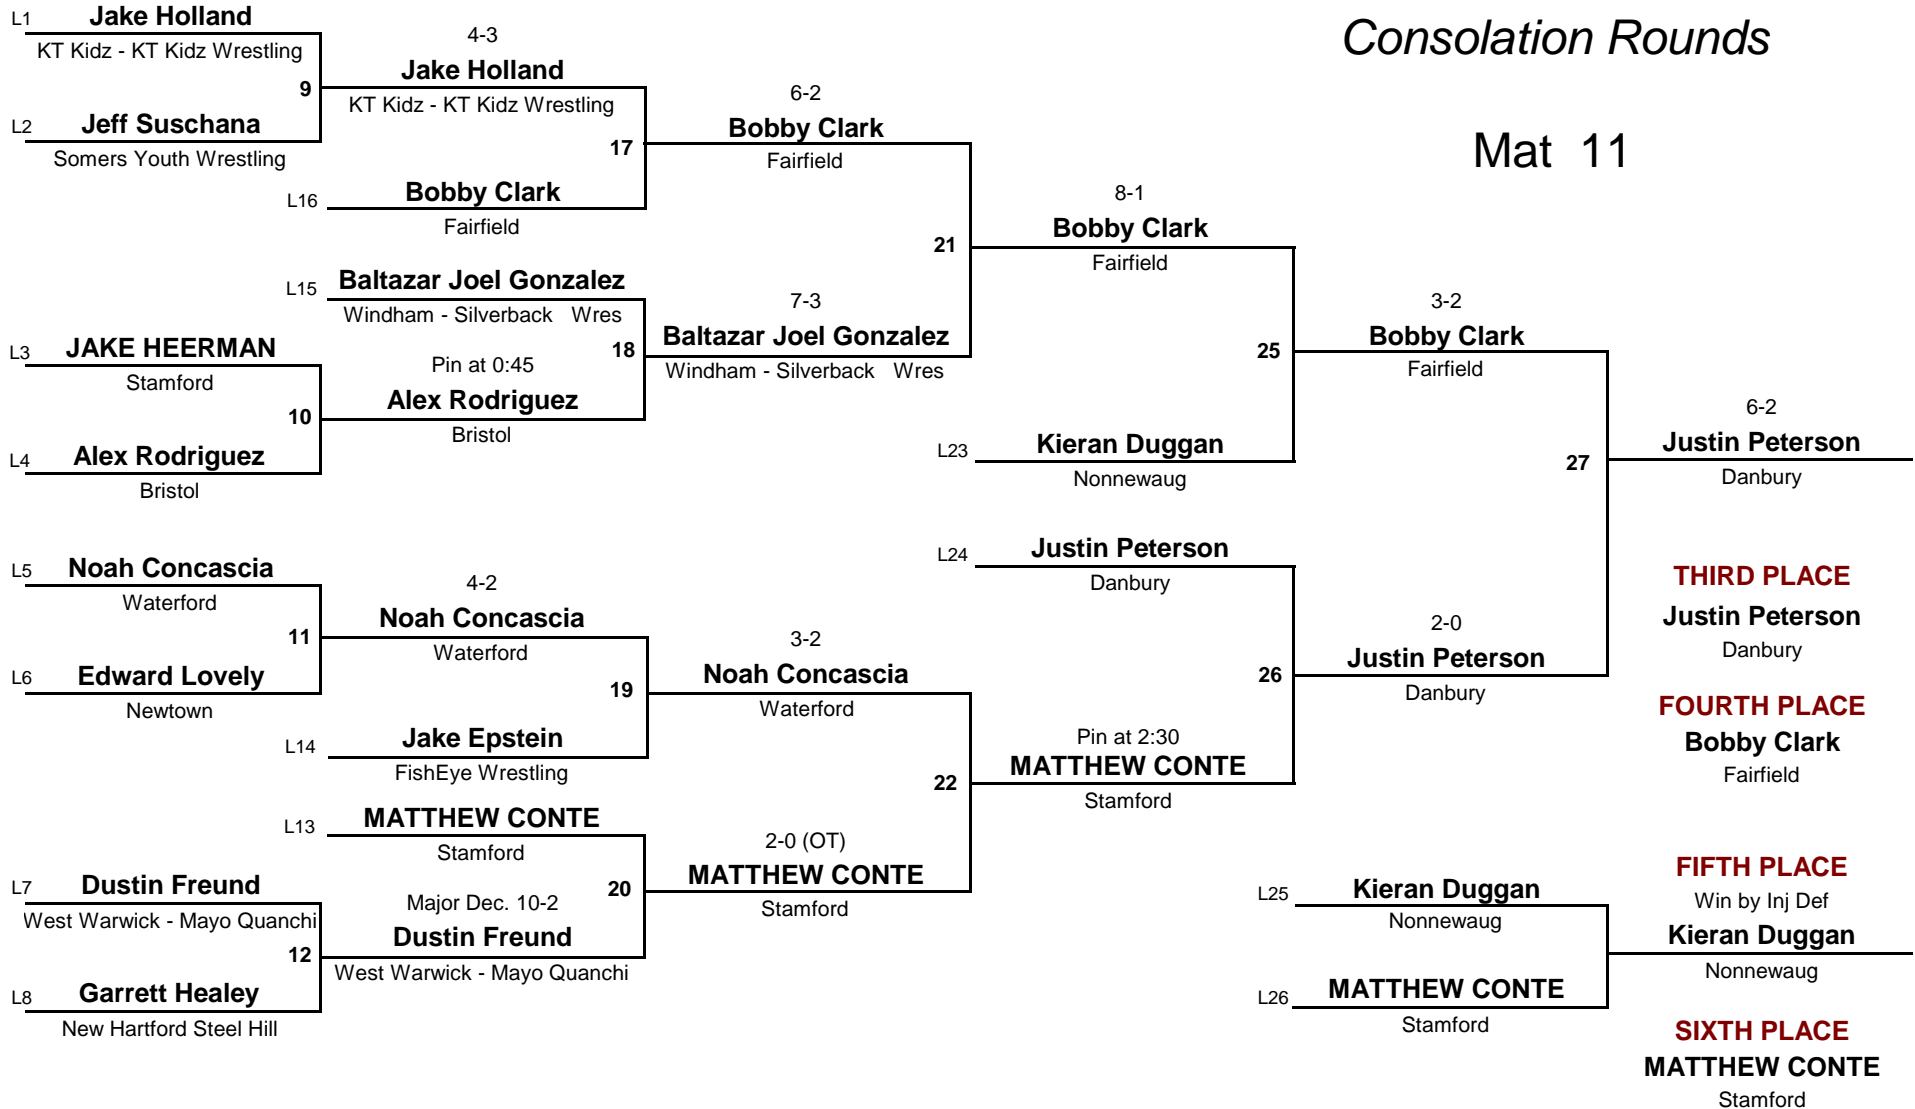 Consolation Rounds
Mat 11
L1 Jake Holland
KT Kidz - KT Kidz Wrestling
9
L2 Jeff Suschana
Somers Youth Wrestling
4-3
Jake Holland
KT Kidz - KT Kidz Wrestling
17
L16 Bobby Clark
Fairfield
6-2
Bobby Clark
Fairfield
L15 Baltazar Joel Gonzalez
Windham - Silverback Wres
18
L3 JAKE HEERMAN
Stamford
10
L4 Alex Rodriguez
Bristol
Pin at 0:45
Alex Rodriguez
Bristol
7-3
Baltazar Joel Gonzalez
Windham - Silverback Wres
21
8-1
Bobby Clark
Fairfield
25
L23 Kieran Duggan
Nonnewaug
3-2
Bobby Clark
Fairfield
27
6-2
Justin Peterson
Danbury
L5 Noah Concascia
Waterford
11
L6 Edward Lovely
Newtown
4-2
Noah Concascia
Waterford
19
L14 Jake Epstein
FishEye Wrestling
3-2
Noah Concascia
Waterford
22
L13 MATTHEW CONTE
Stamford
20
L7 Dustin Freund
West Warwick - Mayo Quanchi
12
L8 Garrett Healey
New Hartford Steel Hill
Major Dec. 10-2
Dustin Freund
West Warwick - Mayo Quanchi
2-0 (OT)
MATTHEW CONTE
Stamford
L24 Justin Peterson
Danbury
26
Pin at 2:30
MATTHEW CONTE
Stamford
2-0
Justin Peterson
Danbury
THIRD PLACE
Justin Peterson
Danbury
FOURTH PLACE
Bobby Clark
Fairfield
L25 Kieran Duggan
Nonnewaug
L26 MATTHEW CONTE
Stamford
FIFTH PLACE
Win by Inj Def
Kieran Duggan
Nonnewaug
SIXTH PLACE
MATTHEW CONTE
Stamford